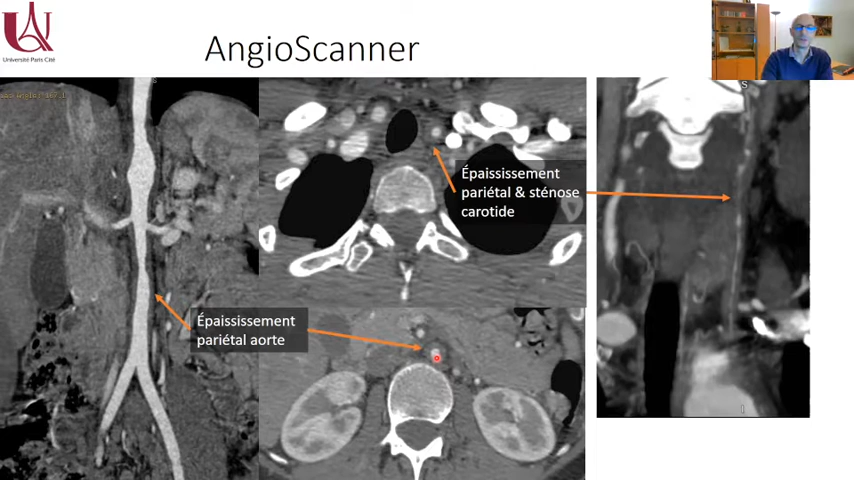 Université Paris Cité
AngioScanner
S
Épaississement
pariétal & sténose
carotide
Épaississement
pariétal aorte
I